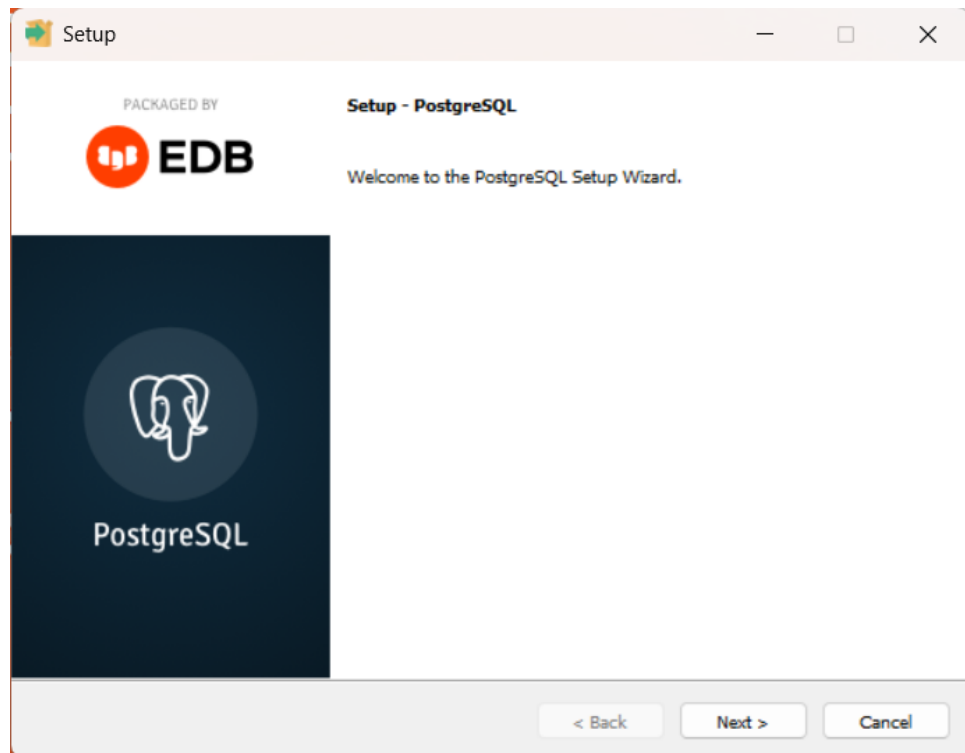 Setup
PACKAGED BY
EDB
Setup - PostgreSQL
Welcome to the PostgreSQL Setup Wizard.
PostgreSQL
< Back
Next >
Cancel